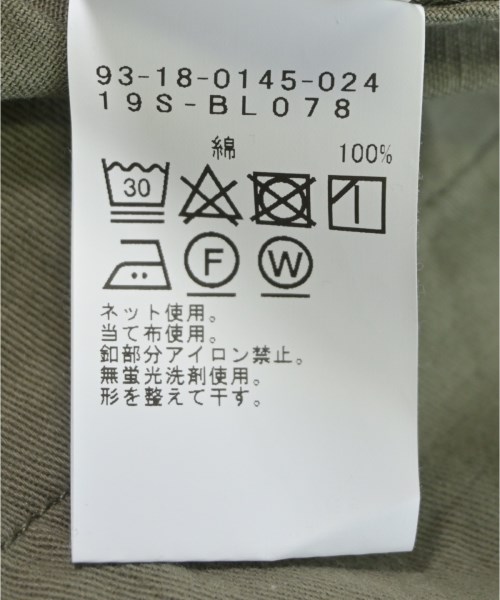 93-18-0145-024
19S-BL078
綿 100%
30
F W
ネット使用。
当て布使用。
釦部分アイロン禁止。
無蛍光洗剤使用。
形を整えて干す。